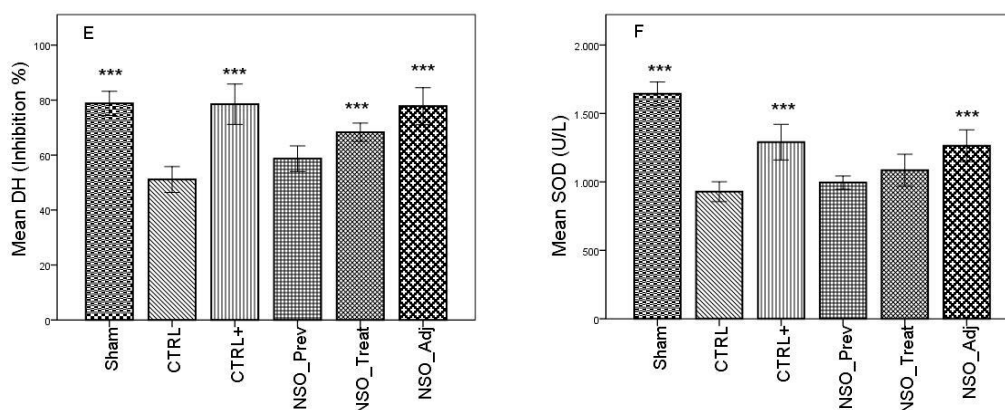 E
Mean DH (Inhibition %)
100
80
60
40
20
0
***
***
***
***
Sham
CTRL
CTRL+
NSO_Prev
NSO_Treat
NSO_Adj
F
Mean SOD (U/L)
2.000
1.500
1.000
500
0
***
***
***
Sham
CTRL
CTRL+
NSO_Prev
NSO_Treat
NSO_Adj